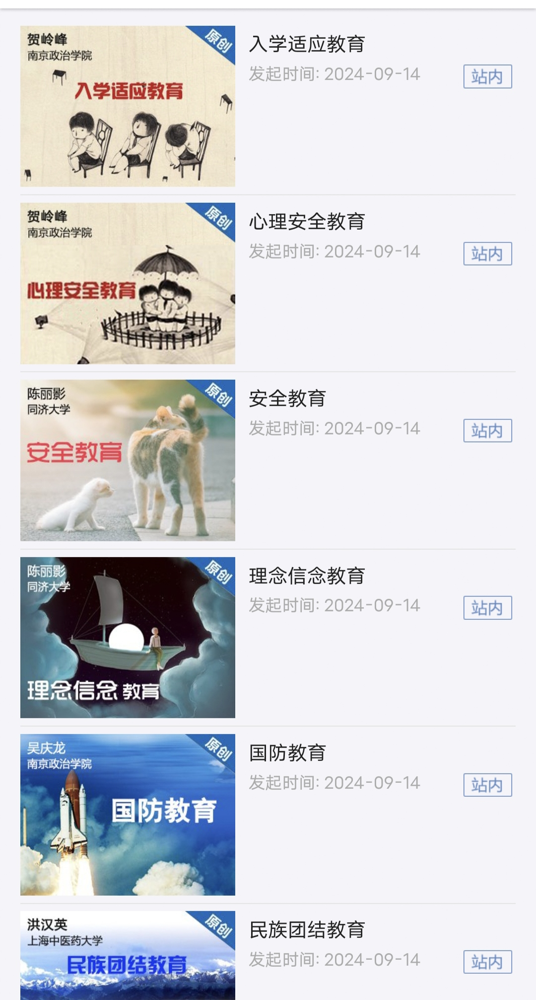 贺岭峰
南京政治学院
原创
入学适应教育
入学适应教育
发起时间: 2024-09-14
站内
贺岭峰
南京政治学院
原创
心理安全教育
心理安全教育
发起时间: 2024-09-14
站内
陈丽影
同济大学
原创
安全教育
安全教育
发起时间: 2024-09-14
站内
陈丽影
同济大学
原创
理念信念教育
理念信念教育
发起时间: 2024-09-14
站内
吴庆龙
南京政治学院
原创
国防教育
国防教育
发起时间: 2024-09-14
站内
洪汉英
上海中医药大学
原创
民族团结教育
民族团结教育
发起时间: 2024-09-14
站内